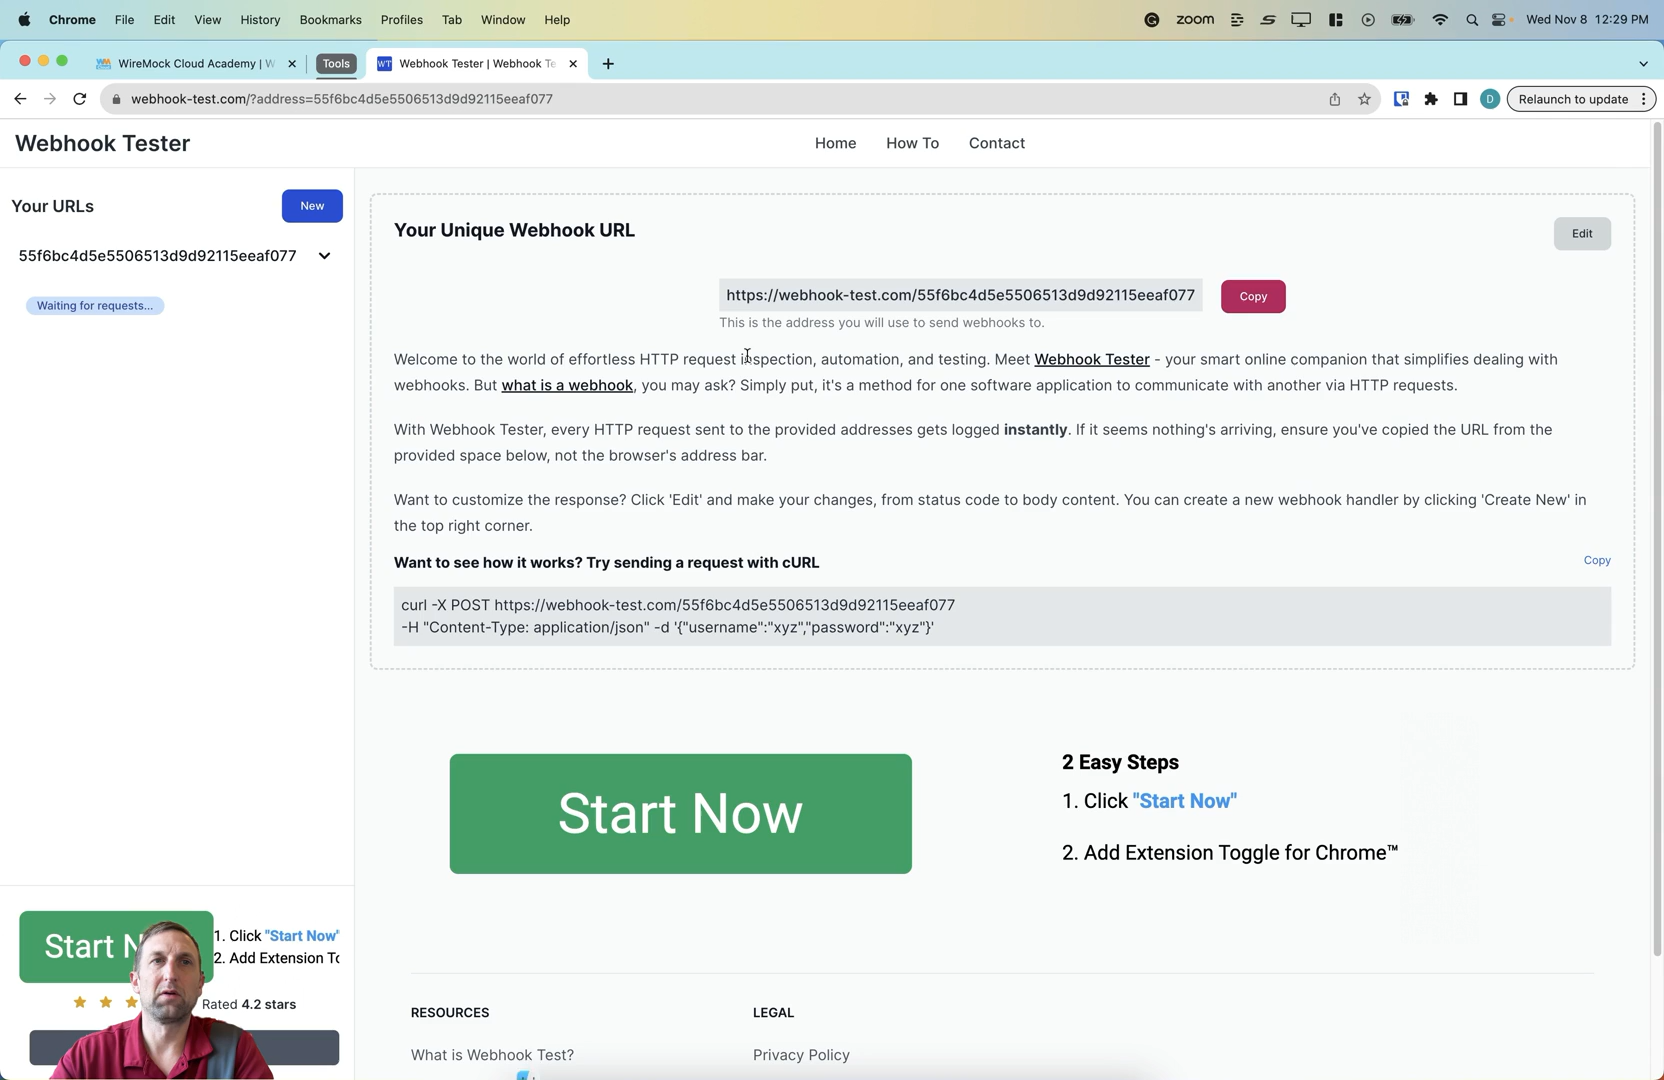 Chrome File Edit View History Bookmarks Profiles Tab Window Help
zoom
Wed Nov 8 12:29 PM
WireMock Cloud Academy | W
Tools
WT Webhook Tester | Webhook Te
webhook-test.com/?address=55f6bc4d5e5506513d9d92115eeaf077
D
Relaunch to update
Webhook Tester
Home How To Contact
Your URLs
New
55f6bc4d5e5506513d9d92115eeaf077
Waiting for requests...
Your Unique Webhook URL
Edit
https://webhook-test.com/55f6bc4d5e5506513d9d92115eeaf077
Copy
This is the address you will use to send webhooks to.
Welcome to the world of effortless HTTP request inspection, automation, and testing. Meet Webhook Tester - your smart online companion that simplifies dealing with
webhooks. But what is a webhook, you may ask? Simply put, it's a method for one software application to communicate with another via HTTP requests.
With Webhook Tester, every HTTP request sent to the provided addresses gets logged instantly. If it seems nothing's arriving, ensure you've copied the URL from the
provided space below, not the browser's address bar.
Want to customize the response? Click 'Edit' and make your changes, from status code to body content. You can create a new webhook handler by clicking 'Create New' in
the top right corner.
Want to see how it works? Try sending a request with cURL
Copy
curl -X POST https://webhook-test.com/55f6bc4d5e5506513d9d92115eeaf077
-H "Content-Type: application/json" -d '{"username":"xyz","password":"xyz"}'
Start Now
2 Easy Steps
1. Click "Start Now"
2. Add Extension Toggle for Chrome™
Start N
1. Click "Start Now"
2. Add Extension To
Rated 4.2 stars
RESOURCES
LEGAL
What is Webhook Test?
Privacy Policy